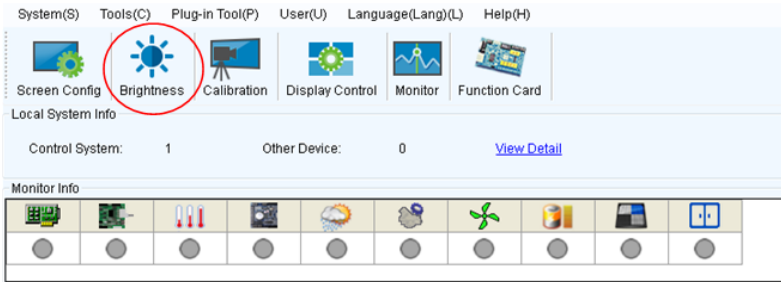 System(S) Tools(C) Plug-in Tool(P) User(U) Language(Lang)(L) Help(H)
Screen Config Brightness Calibration Display Control Monitor Function Card
Local System Info
Control System: 1 Other Device: 0 View Detail
Monitor Info